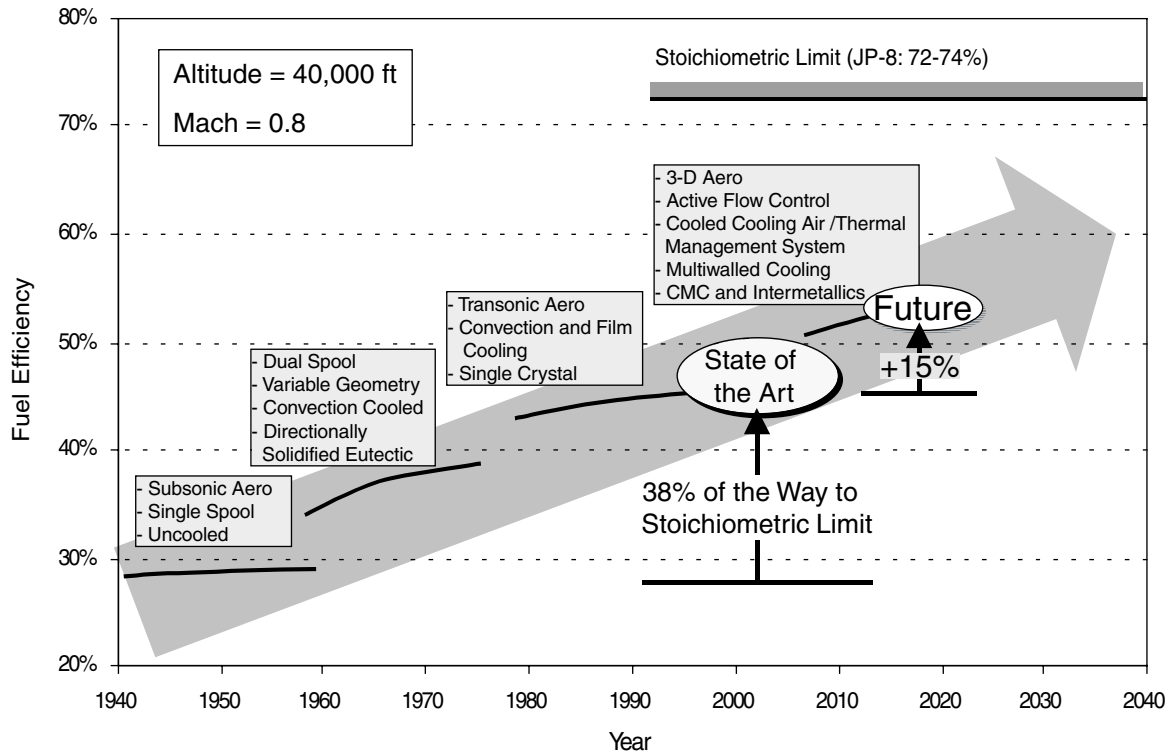 80%
70%
60%
50%
40%
30%
20%
Fuel Efficiency
Altitude = 40,000 ft
Mach = 0.8
Stoichiometric Limit (JP-8: 72-74%)
- 3-D Aero
- Active Flow Control
- Cooled Cooling Air /Thermal
Management System
- Multiwalled Cooling
- CMC and Intermetallics
Future
+15%
- Transonic Aero
- Convection and Film
Cooling
- Single Crystal
State of
the Art
- Dual Spool
- Variable Geometry
- Convection Cooled
- Directionally
Solidified Eutectic
- Subsonic Aero
- Single Spool
- Uncooled
38% of the Way to
Stoichiometric Limit
1940 1950 1960 1970 1980 1990 2000 2010 2020 2030 2040
Year